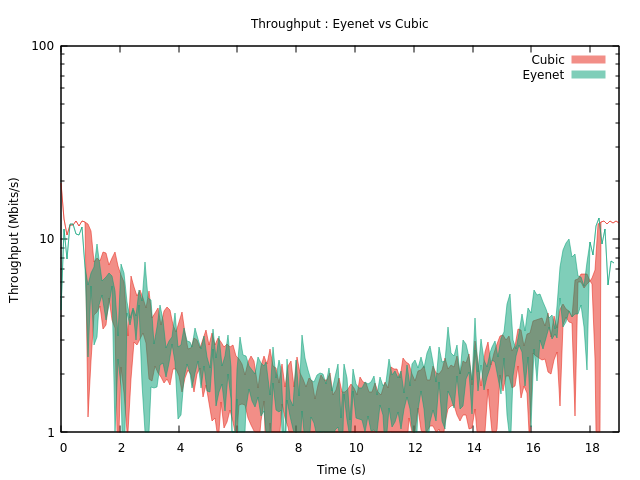 Throughput : Eyenet vs Cubic
Cubic
Eyenet
Throughput (Mbits/s)
100
10
1
0 2 4 6 8 10 12 14 16 18
Time (s)